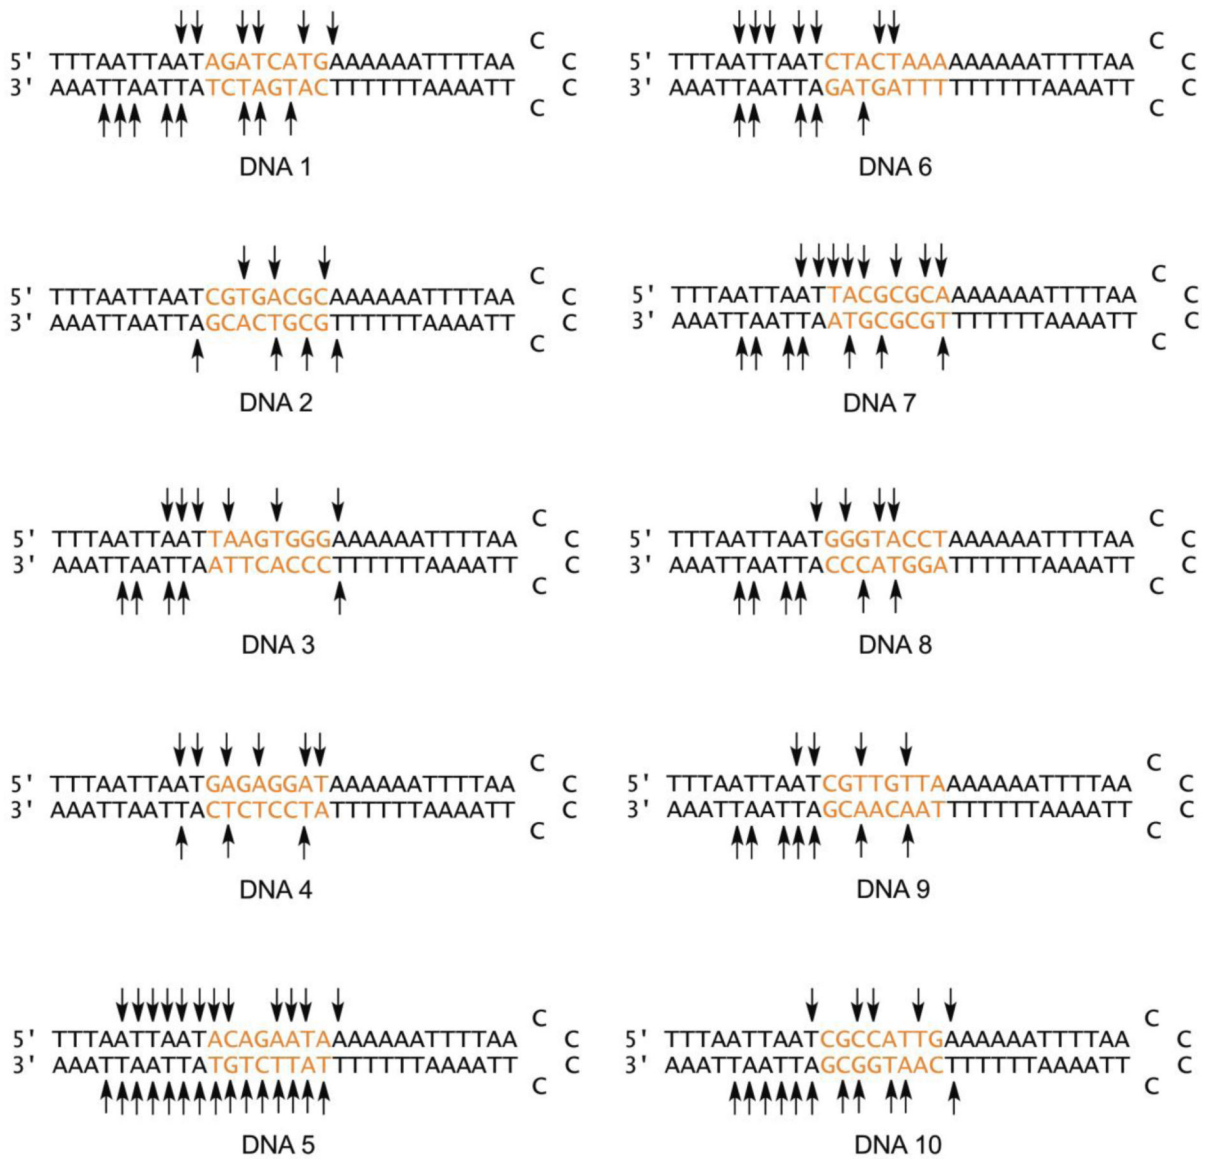 C
5' TTTAATTAATAGATCATGAAAAAATTTTAA C
3' AAATTAATTATCTAGTACTTTTTTAAAATT C
C
DNA 1
C
5' TTTAATTAATCGTGACGCAAAAAATTTTAA C
3' AAATTAATTAGCACTGCGTTTTTTAAAATT C
C
DNA 2
C
5' TTTAATTAATTAAGTGGGAAAAAATTTTAA C
3' AAATTAATTAATTCACCCTTTTTTAAAATT C
C
DNA 3
C
5' TTTAATTAATGAGAGGATAAAAAATTTTAA C
3' AAATTAATTACTCTCCTATTTTTTAAAATT C
C
DNA 4
C
5' TTTAATTAATACAGAATAAAAAAATTTTAA C
3' AAATTAATTATGTCTTATTTTTTTAAAATT C
C
DNA 5
C
5' TTTAATTAATCTACTAAAAAAAAATTTTAA C
3' AAATTAATTAGATGATTTTTTTTTAAAATT C
C
DNA 6
C
5' TTTAATTAATTACGCGCAAAAAAATTTTAA C
3' AAATTAATTAATGCGCGTTTTTTTAAAATT C
C
DNA 7
C
5' TTTAATTAATGGGTACCTAAAAAATTTTAA C
3' AAATTAATTACCCATGGATTTTTTAAAATT C
C
DNA 8
C
5' TTTAATTAATCGTTGTTAAAAAAATTTTAA C
3' AAATTAATTAGCAACAATTTTTTTAAAATT C
C
DNA 9
C
5' TTTAATTAATCGCCATTGAAAAAATTTTAA C
3' AAATTAATTAGCGGTAACTTTTTTAAAATT C
C
DNA 10